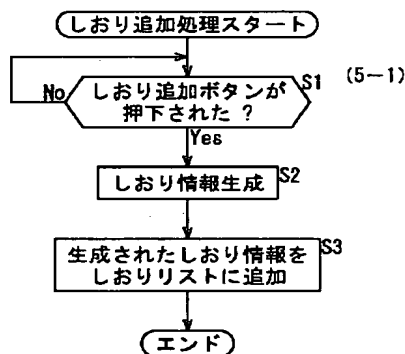 しおり追加処理スタート
No
しおり追加ボタンが
押下された ?
S1
(5-1)
Yes
しおり情報生成
S2
生成されたしおり情報を
しおりリストに追加
S3
エンド